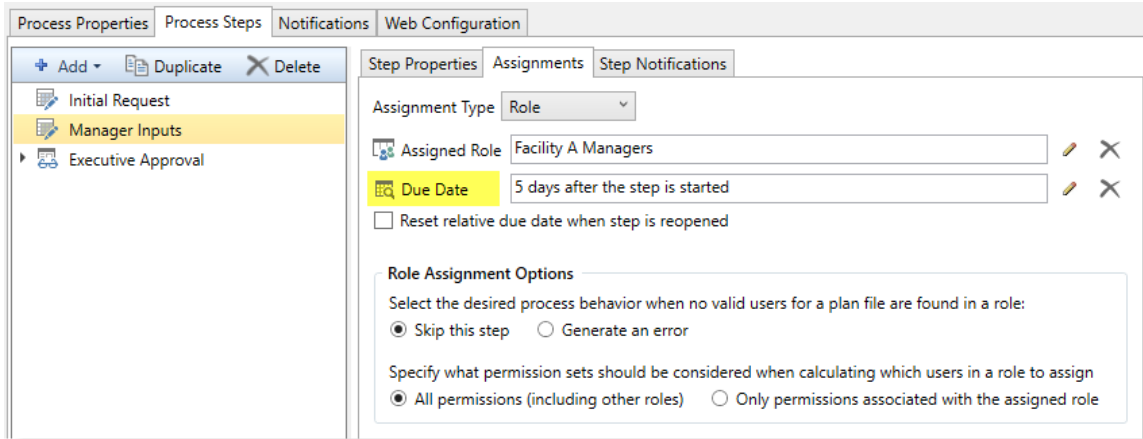 Process Properties Process Steps Notifications Web Configuration
Add Duplicate Delete
Initial Request
Manager Inputs
Executive Approval
Step Properties Assignments Step Notifications
Assignment Type Role
Assigned Role Facility A Managers
Due Date 5 days after the step is started
Reset relative due date when step is reopened
Role Assignment Options
Select the desired process behavior when no valid users for a plan file are found in a role:
Skip this step Generate an error
Specify what permission sets should be considered when calculating which users in a role to assign
All permissions (including other roles) Only permissions associated with the assigned role